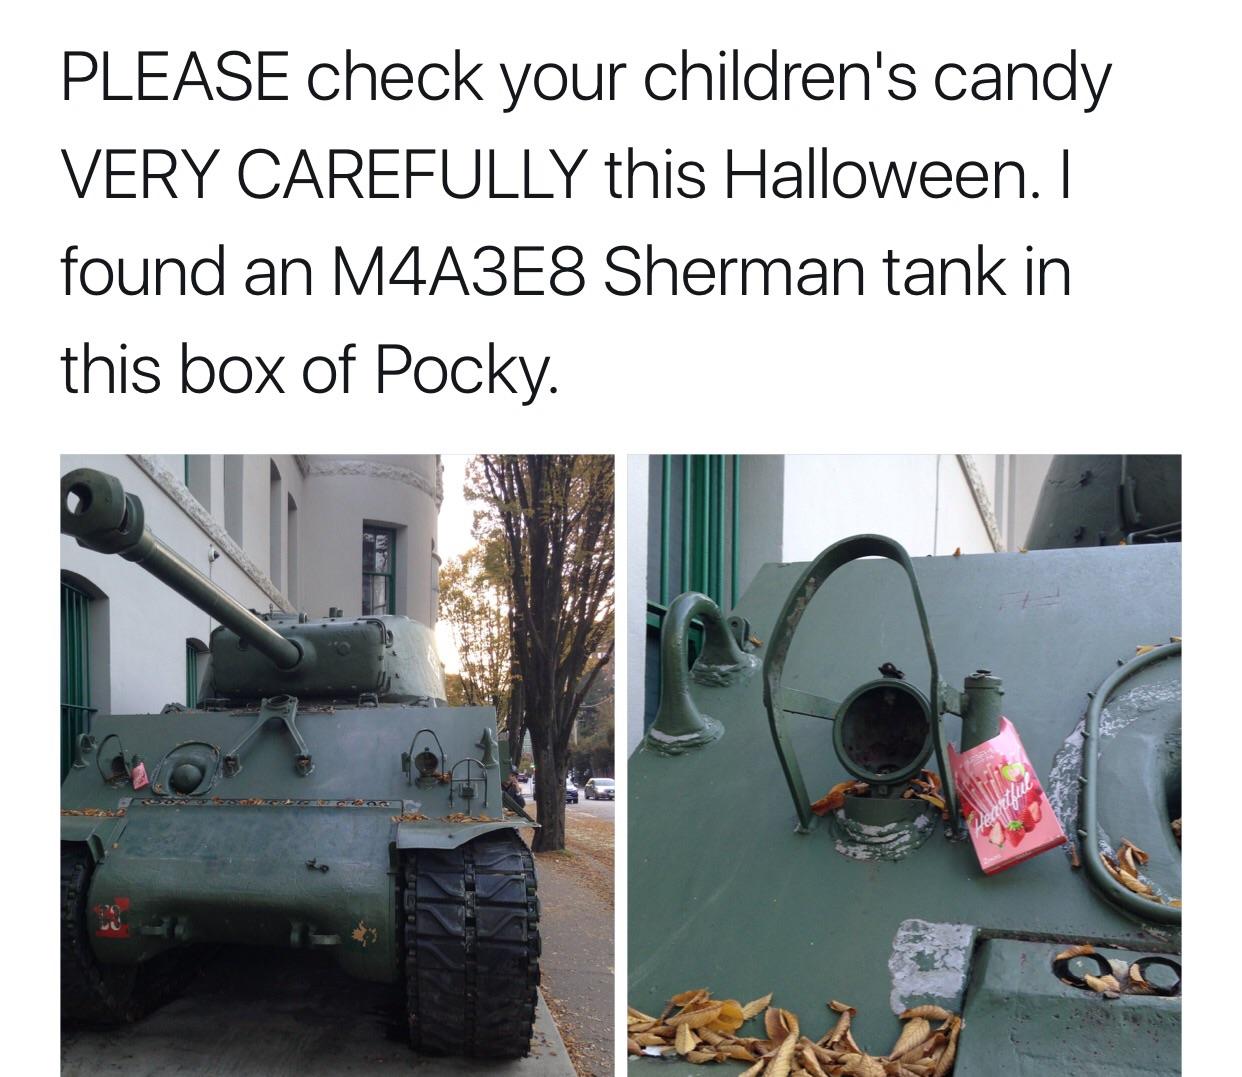 PLEASE check your children's candy
VERY CAREFULLY this Halloween. I
found an M4A3E8 Sherman tank in
this box of Pocky.
Heartful